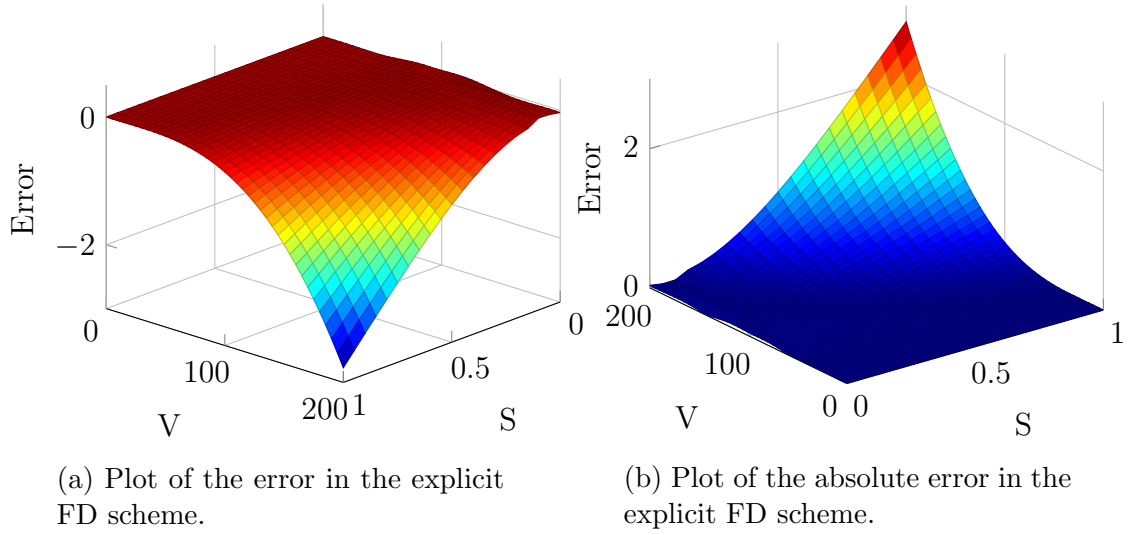 0
−2
Error
0
100
200
V
1
0.5
0
S
2
0
Error
200
100
0
V
0
0.5
1
S
(a) Plot of the error in the explicit
FD scheme.
(b) Plot of the absolute error in the
explicit FD scheme.